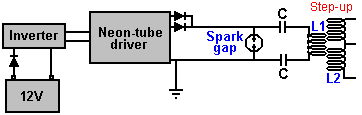 Step-up
C
L1
Neon-tube
driver
Inverter
Spark
gap
C
L2
12V